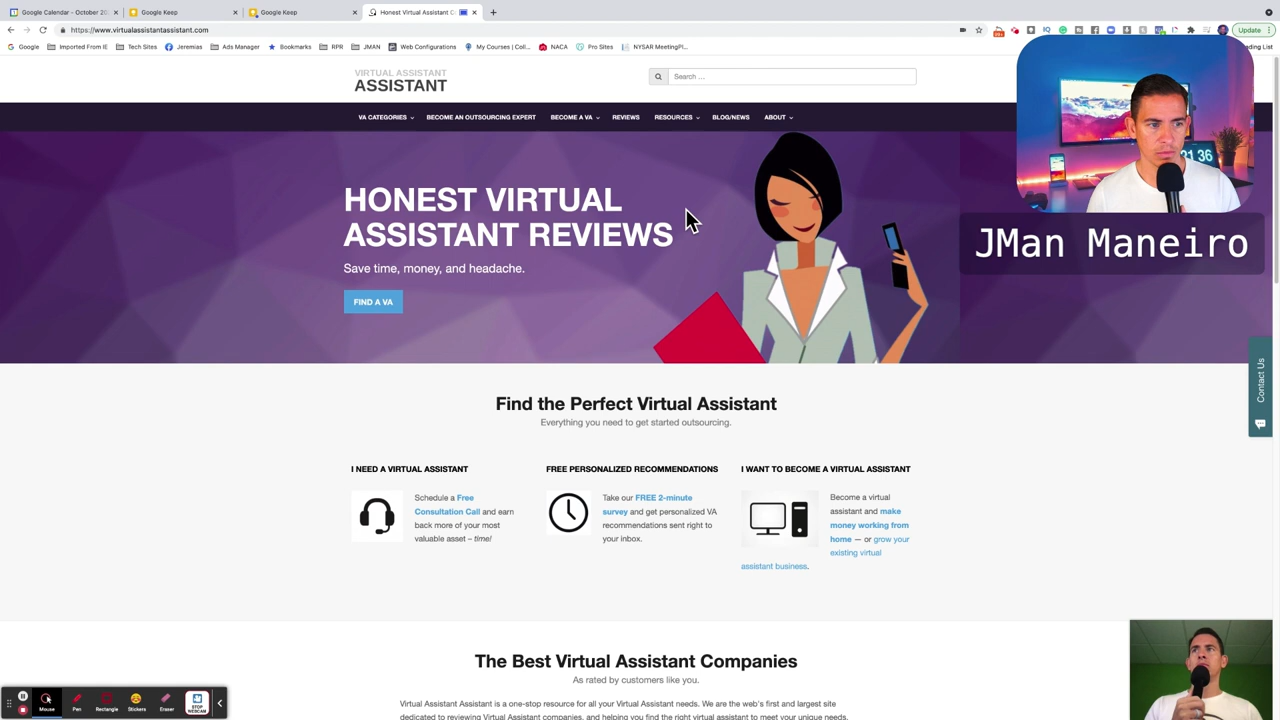 Google Calendar - October 20
Google Keep
Google Keep
Honest Virtual Assistant C
https://www.virtualassistantassistant.com
Update
Google
Imported From IE
Tech Sites
Jeremias
Ads Manager
Bookmarks
RPR
JMAN
Web Configurations
My Courses | Coll...
NACA
Pro Sites
NYSAR MeetingPl...
ding List
VIRTUAL ASSISTANT
ASSISTANT
Search ...
VA CATEGORIES
BECOME AN OUTSOURCING EXPERT
BECOME A VA
REVIEWS
RESOURCES
BLOG/NEWS
ABOUT
21 36
JMan Maneiro
HONEST VIRTUAL
ASSISTANT REVIEWS
Save time, money, and headache.
FIND A VA
Contact Us
Find the Perfect Virtual Assistant
Everything you need to get started outsourcing.
I NEED A VIRTUAL ASSISTANT
Schedule a Free
Consultation Call and earn
back more of your most
valuable asset – time!
FREE PERSONALIZED RECOMMENDATIONS
Take our FREE 2-minute
survey and get personalized VA
recommendations sent right to
your inbox.
I WANT TO BECOME A VIRTUAL ASSISTANT
Become a virtual
assistant and make
money working from
home — or grow your
existing virtual
assistant business.
The Best Virtual Assistant Companies
As rated by customers like you.
Virtual Assistant Assistant is a one-stop resource for all your Virtual Assistant needs. We are the web's first and largest site
dedicated to reviewing Virtual Assistant companies, and helping you find the right virtual assistant to meet your unique needs.
Mouse
Pen
Rectangle
Stickers
Eraser
STOP
WEBCAM